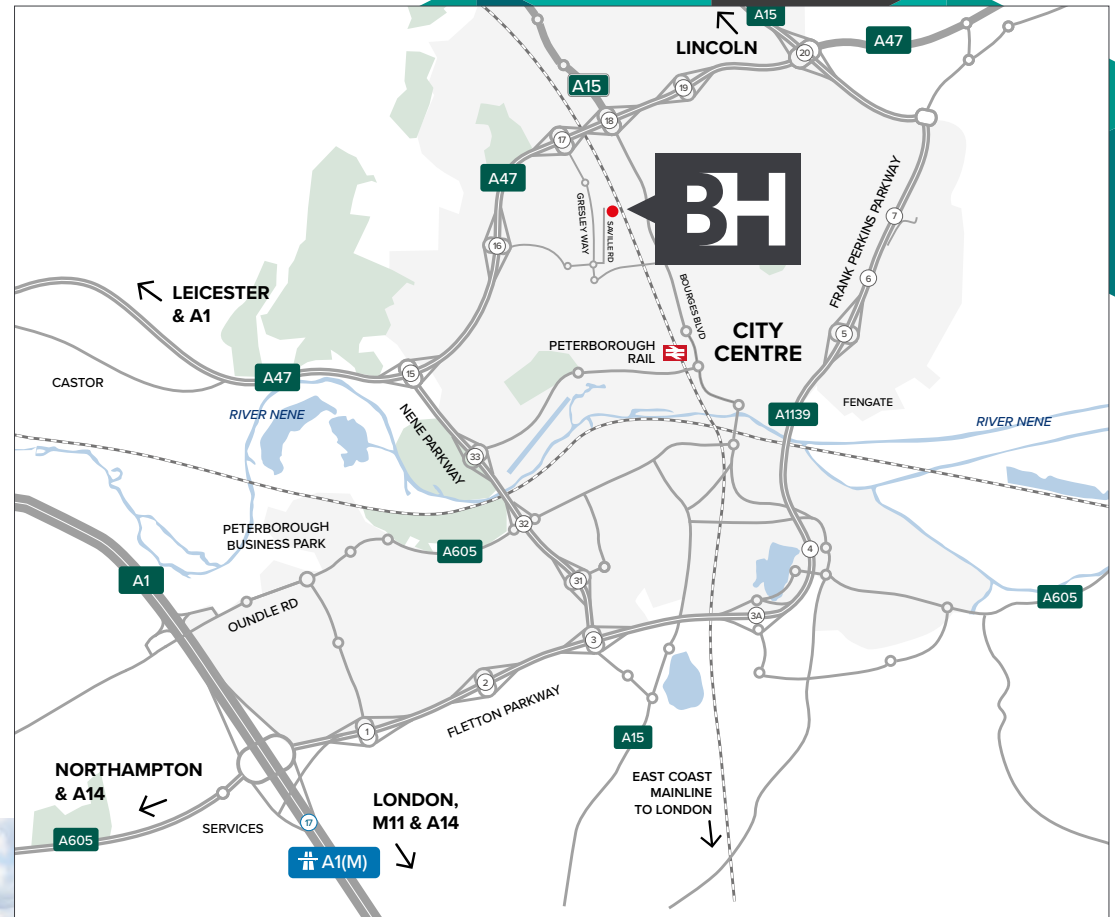 A15
LINCOLN
A47
20
A15
19
18
17
A47
BH
GRESLEY WAY
SAVILLE RD
FRANK PERKINS PARKWAY
7
16
6
BOURGES BLVD
LEICESTER
& A1
5
CITY
CENTRE
PETERBOROUGH
RAIL
15
A47
CASTOR
FENGATE
A1139
RIVER NENE
RIVER NENE
NENE PARKWAY
33
32
PETERBOROUGH
BUSINESS PARK
A605
4
A1
31
A605
OUNDLE RD
3A
3
2
FLETTON PARKWAY
1
A15
NORTHAMPTON
& A14
EAST COAST
MAINLINE
TO LONDON
LONDON,
M11 & A14
SERVICES
17
A605
A1(M)